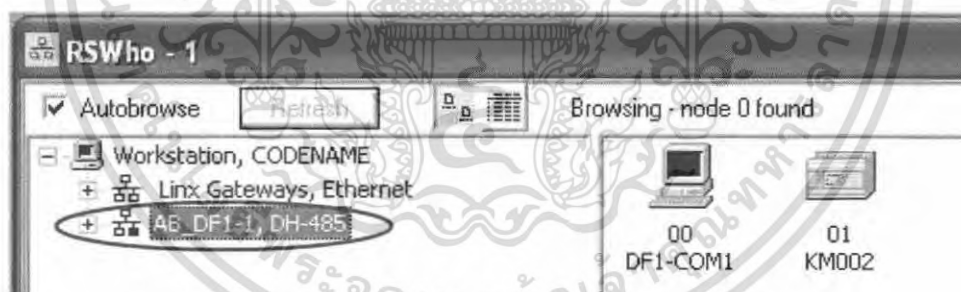 RSWho - 1
Autobrowse Refresh Browsing - node 0 found
Workstation, CODENAME
Linx Gateways, Ethernet
AB_DF1-1, DH-485
00 01
DF1-COM1 KM002